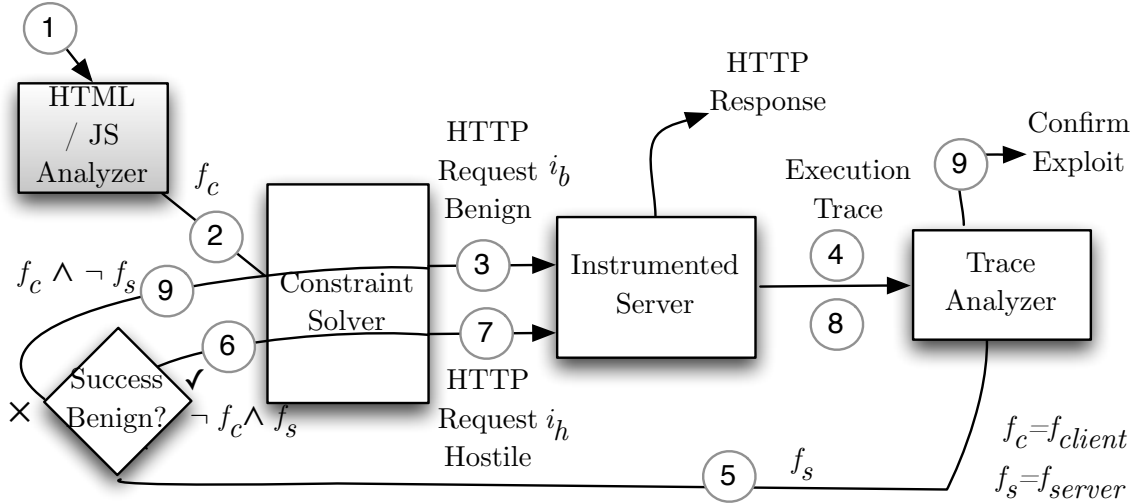 1
HTML
/ JS
Analyzer
f_c
2
HTTP
Request i_b
Benign
3
HTTP
Response
Execution
Trace
4
8
9
Confirm
Exploit
f_c ∧ ¬ f_s
9
Constraint
Solver
Instrumented
Server
Trace
Analyzer
6
7
✓
Success
Benign?
×
¬ f_c ∧ f_s
HTTP
Request i_h
Hostile
5
f_s
f_c=f_client
f_s=f_server